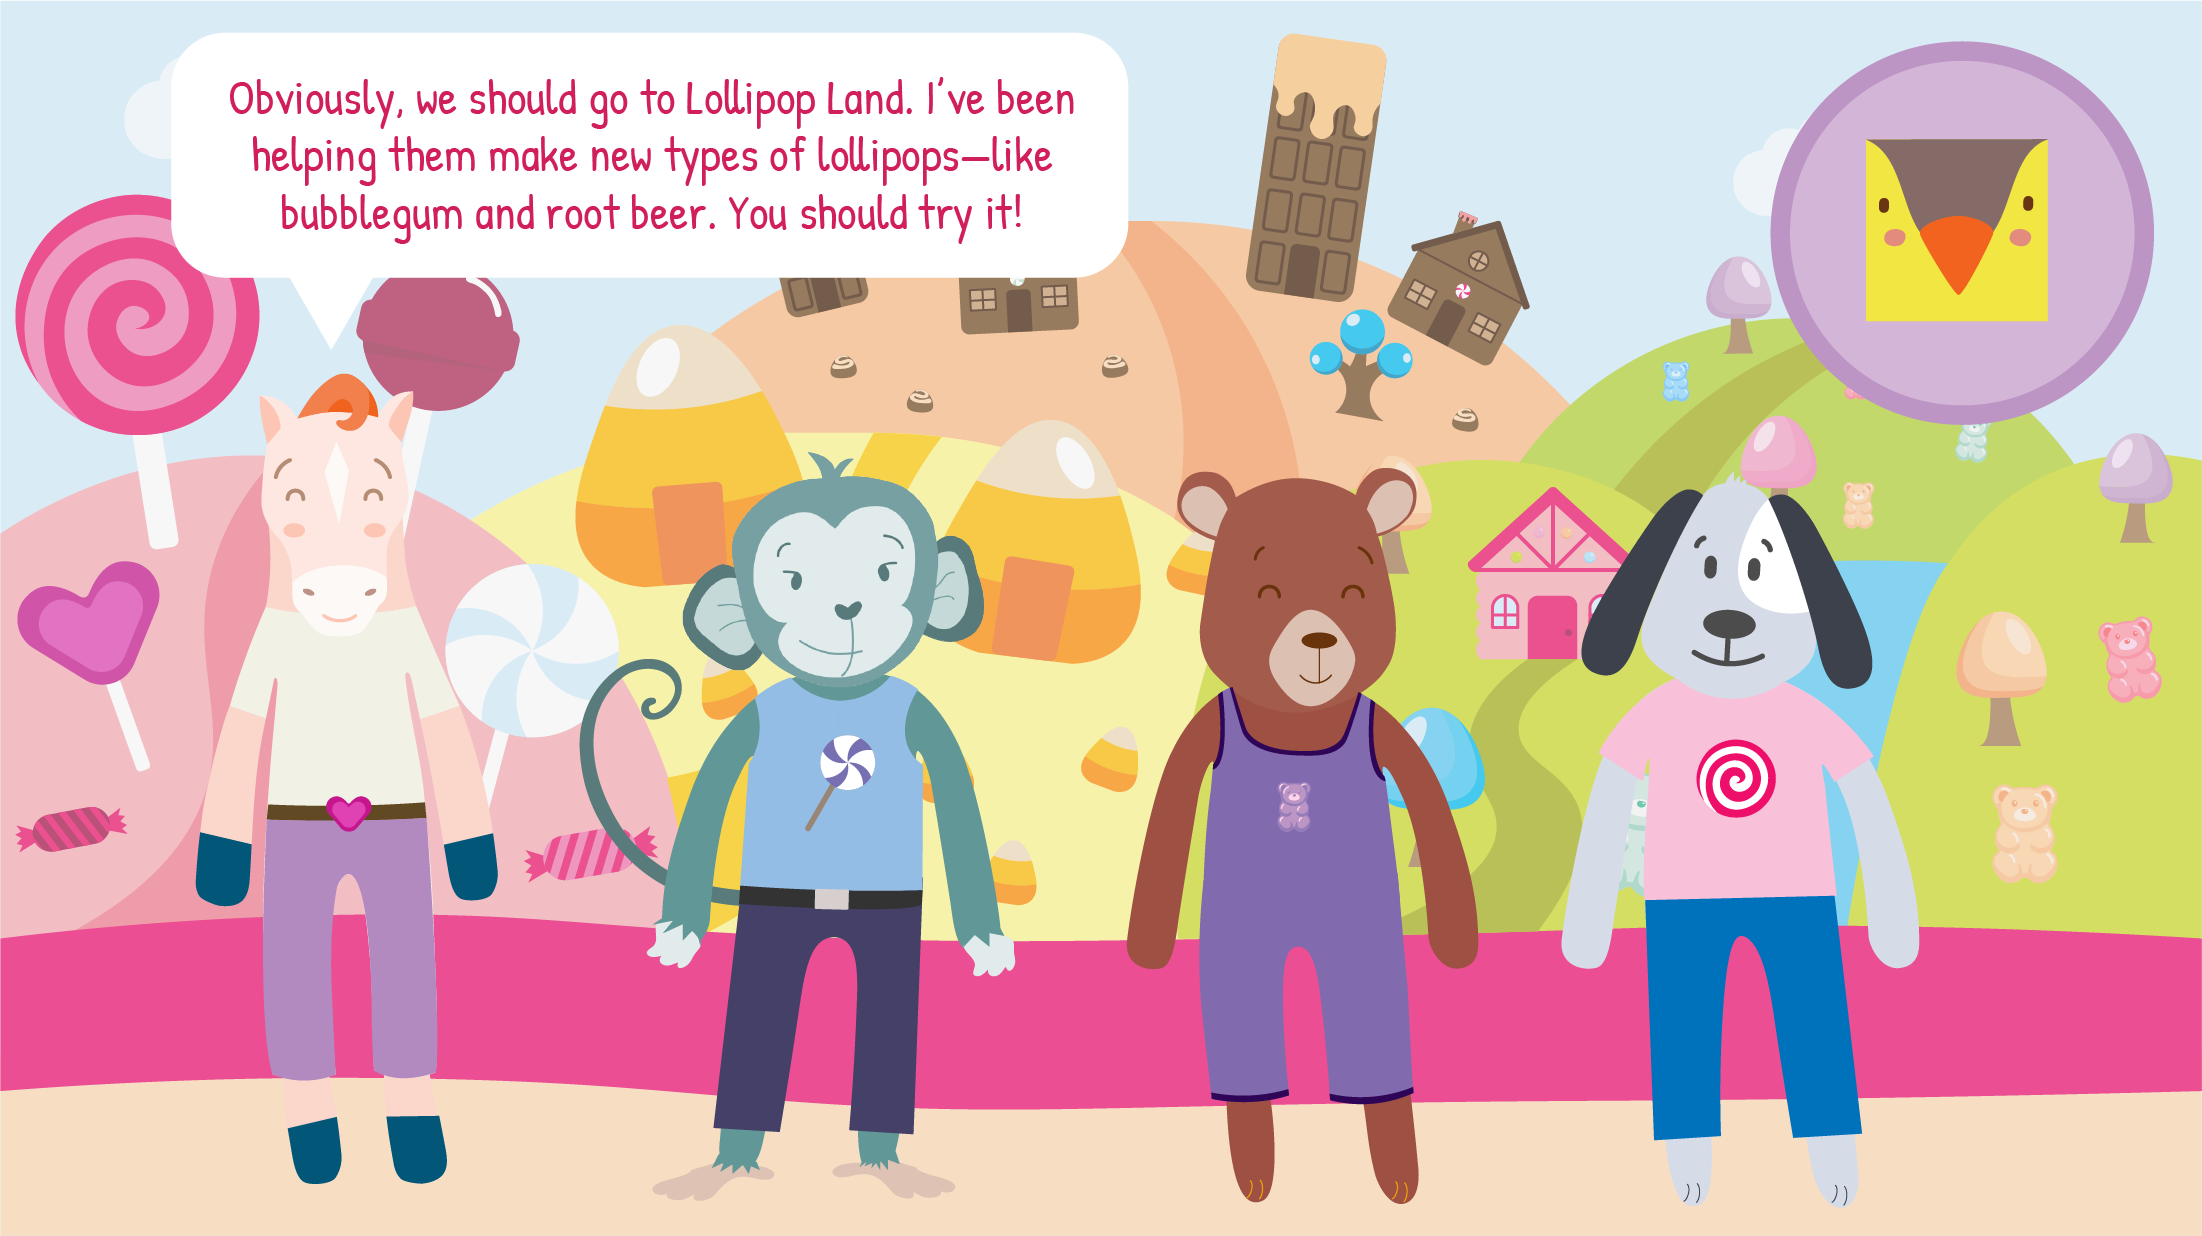 Obviously, we should go to Lollipop Land. I've been
helping them make new types of lollipops—like
bubblegum and root beer. You should try it!